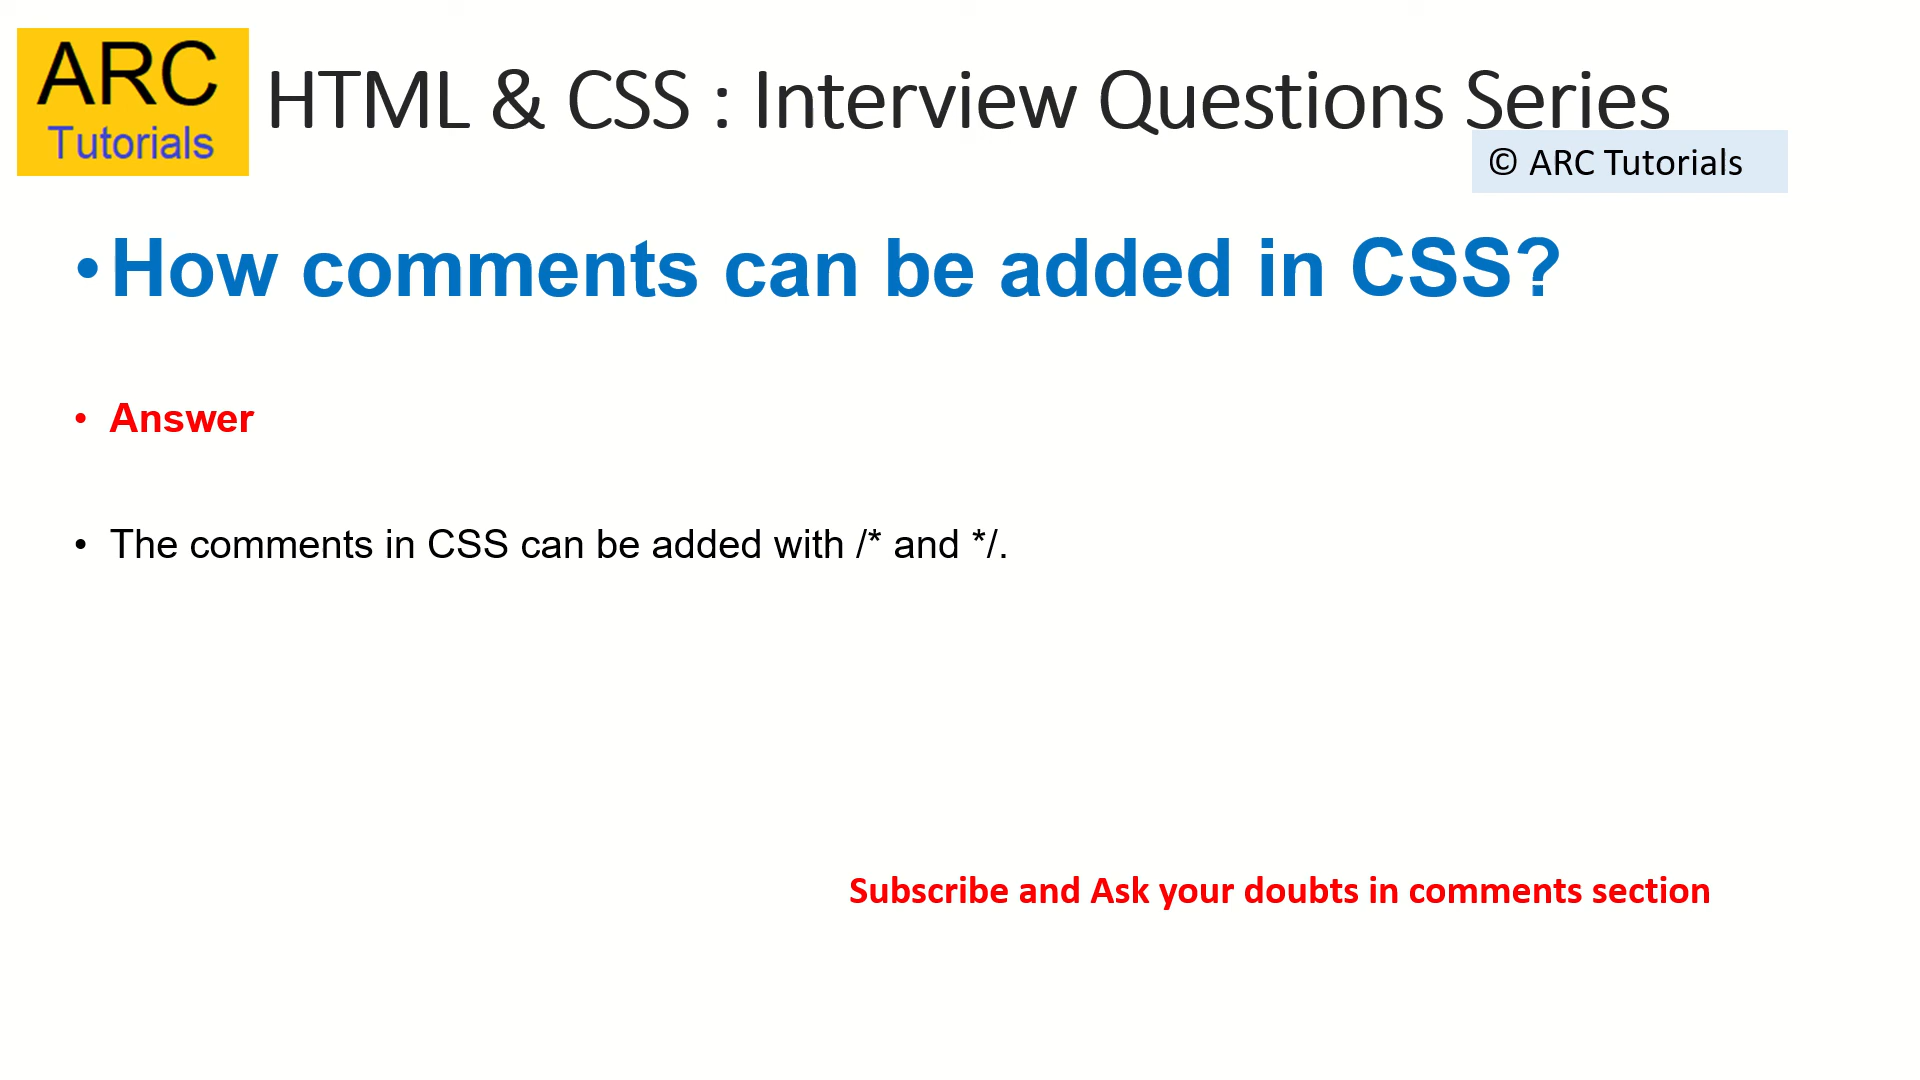 ARC
Tutorials
HTML & CSS : Interview Questions Series
© ARC Tutorials
•How comments can be added in CSS?
• Answer
• The comments in CSS can be added with /* and */.
Subscribe and Ask your doubts in comments section